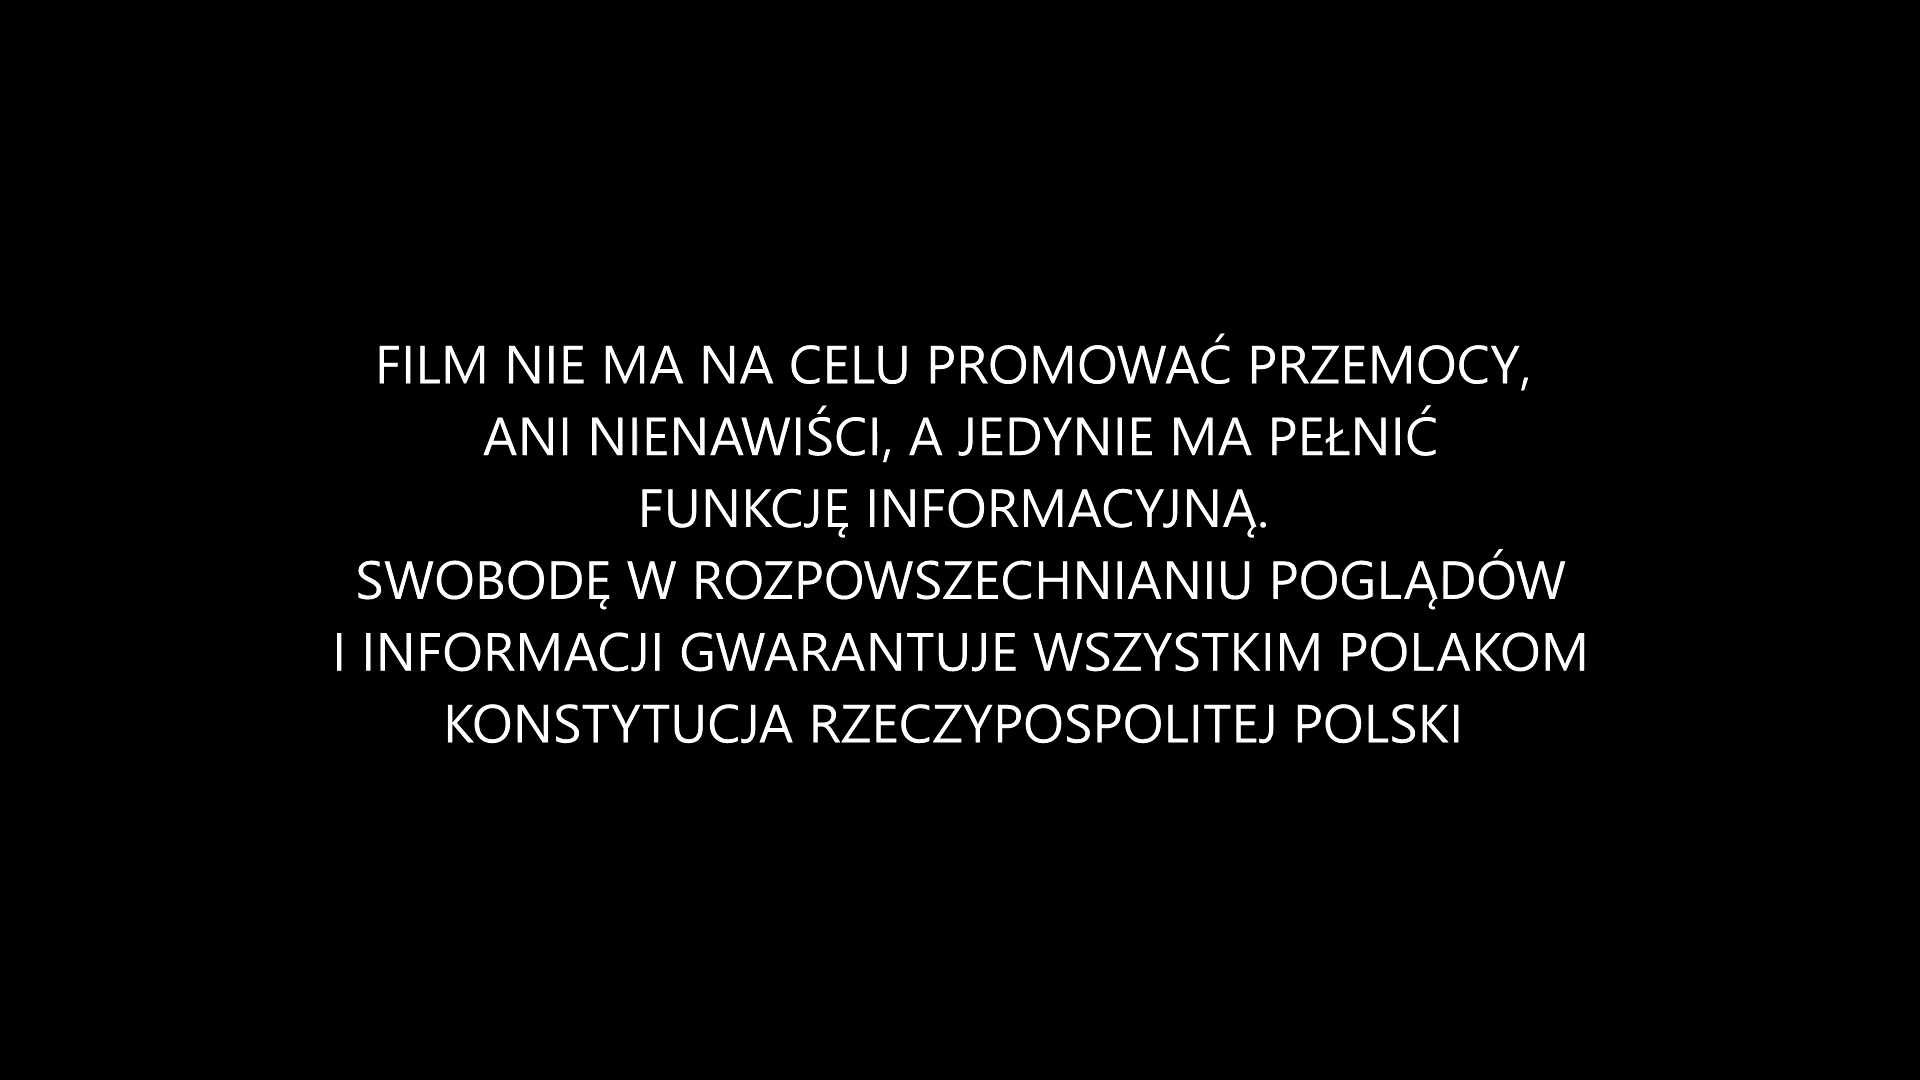 FILM NIE MA NA CELU PROMOWAĆ PRZEMOCY,
ANI NIENAWIŚCI, A JEDYNIE MA PEŁNIĆ
FUNKCJĘ INFORMACYJNĄ.
SWOBODĘ W ROZPOWSZECHNIANIU POGLĄDÓW
I INFORMACJI GWARANTUJE WSZYSTKIM POLAKOM
KONSTYTUCJA RZECZYPOSPOLITEJ POLSKI